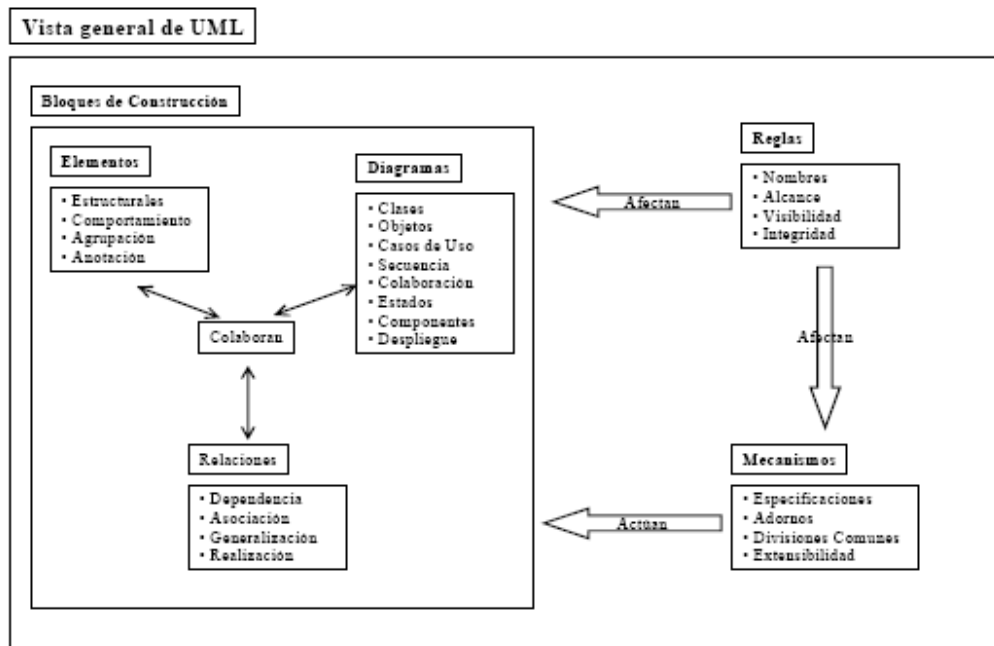 Vista general de UML
Bloques de Construcción
Elementos
▪ Estructurales
▪ Comportamiento
▪ Agrupación
▪ Anotación
Diagramas
▪ Clases
▪ Objetos
▪ Casos de Uso
▪ Secuencia
▪ Colaboración
▪ Estados
▪ Componentes
▪ Despliegue
Colaboran
Relaciones
▪ Dependencia
▪ Asociación
▪ Generalización
▪ Realización
Afectan
Reglas
▪ Nombres
▪ Alcance
▪ Visibilidad
▪ Integridad
Afectan
Mecanismos
▪ Especificaciones
▪ Adornos
▪ Divisiones Comunes
▪ Extensibilidad
Actúan